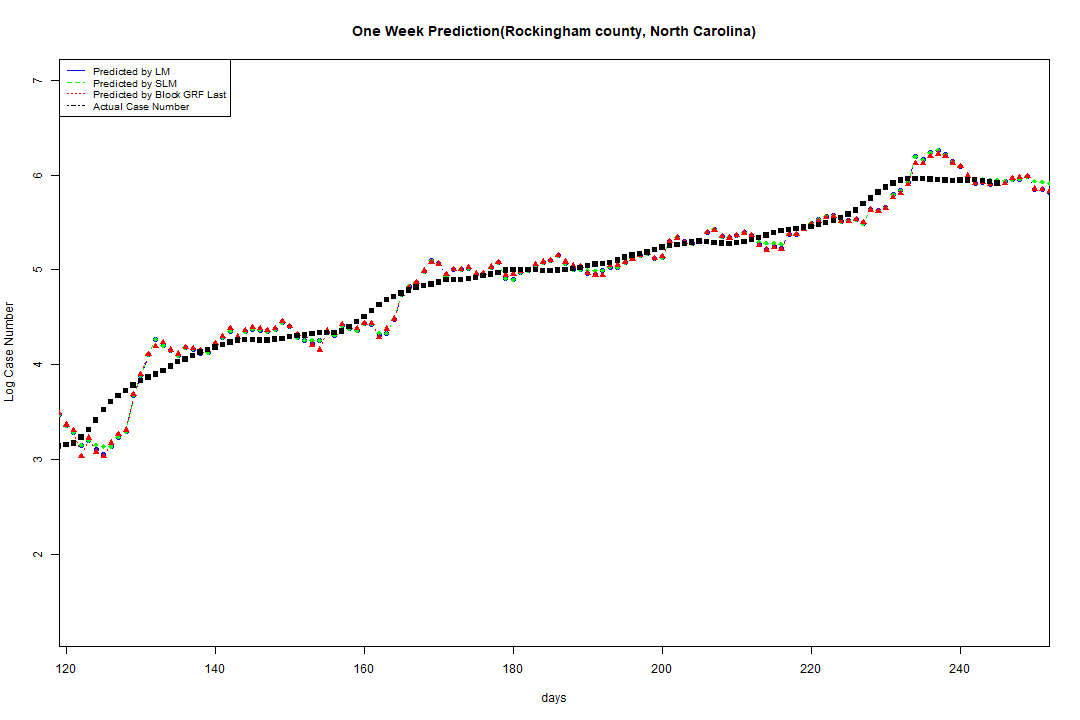 One Week Prediction(Rockingham county, North Carolina)
Predicted by LM
Predicted by SLM
Predicted by Block GRF Last
Actual Case Number
7
6
5
4
3
2
Log Case Number
120 140 160 180 200 220 240
days